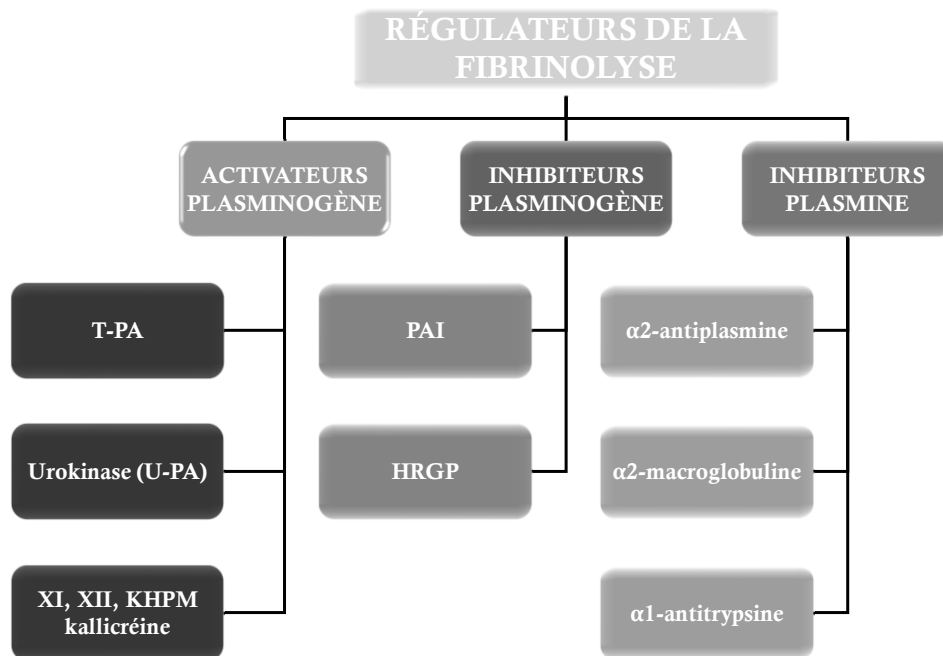 RÉGULATEURS DE LA
FIBRINOLYSE
ACTIVATEURS
PLASMINOGÈNE
INHIBITEURS
PLASMINOGÈNE
INHIBITEURS
PLASMINE
T-PA
PAI
α2-antiplasmine
Urokinase (U-PA)
HRGP
α2-macroglobuline
XI, XII, KHPM
kallicréine
α1-antitrypsine